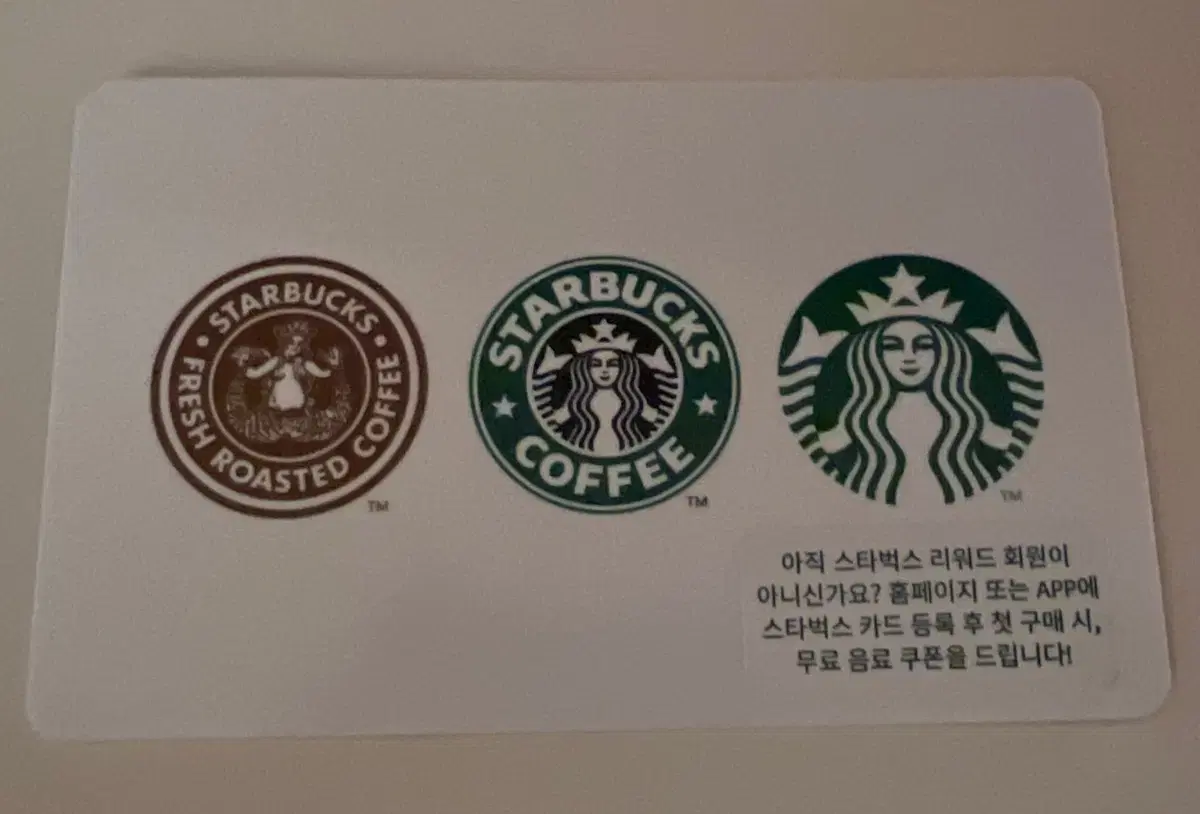 STARBUCKS
FRESH ROASTED COFFEE
TM
STARBUCKS
COFFEE
TM
TM
아직 스타벅스 리워드 회원이
아니신가요? 홈페이지 또는 APP에
스타벅스 카드 등록 후 첫 구매 시,
무료 음료 쿠폰을 드립니다!